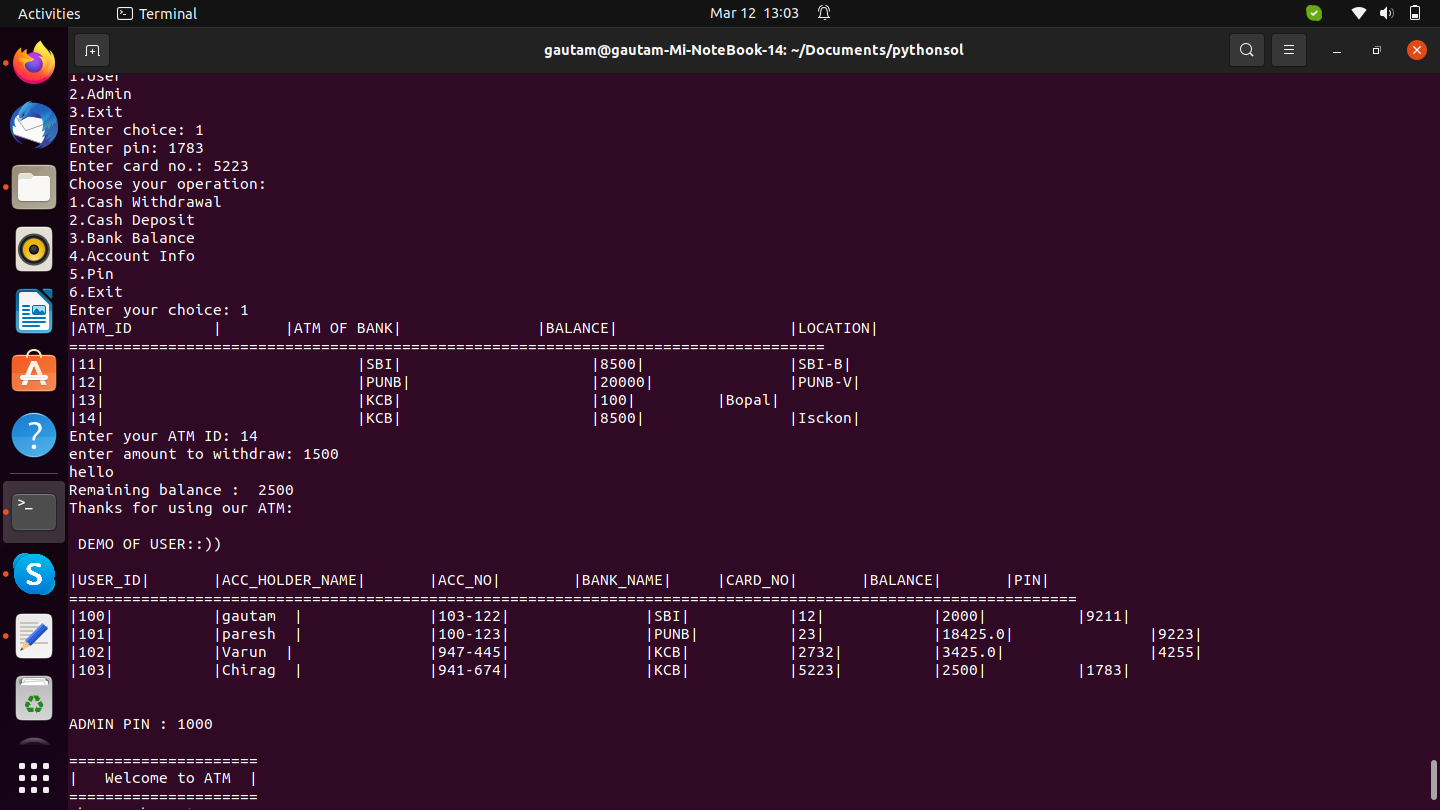 Activities Terminal Mar 12 13:03
gautam@gautam-Mi-NoteBook-14: ~/Documents/pythonsol
1.User
2.Admin
3.Exit
Enter choice: 1
Enter pin: 1783
Enter card no.: 5223
Choose your operation:
1.Cash Withdrawal
2.Cash Deposit
3.Bank Balance
4.Account Info
5.Pin
6.Exit
Enter your choice: 1
|ATM_ID         |       |ATM OF BANK|               |BALANCE|                   |LOCATION|
====================================================================================
|11|                            |SBI|                     |8500|                |SBI-B|
|12|                            |PUNB|                    |20000|               |PUNB-V|
|13|                            |KCB|                     |100|         |Bopal|
|14|                            |KCB|                     |8500|                |Isckon|
Enter your ATM ID: 14
enter amount to withdraw: 1500
hello
Remaining balance :  2500
Thanks for using our ATM:
DEMO OF USER::))
|USER_ID|       |ACC_HOLDER_NAME|       |ACC_NO|        |BANK_NAME|     |CARD_NO|       |BALANCE|       |PIN|
================================================================================================================
|100|           |gautam  |              |103-122|               |SBI|           |12|            |2000|          |9211|
|101|           |paresh  |              |100-123|               |PUNB|          |23|            |18425.0|               |9223|
|102|           |Varun  |               |947-445|               |KCB|           |2732|          |3425.0|                |4255|
|103|           |Chirag  |              |941-674|               |KCB|           |5223|          |2500|          |1783|
ADMIN PIN : 1000
=====================
|   Welcome to ATM  |
=====================